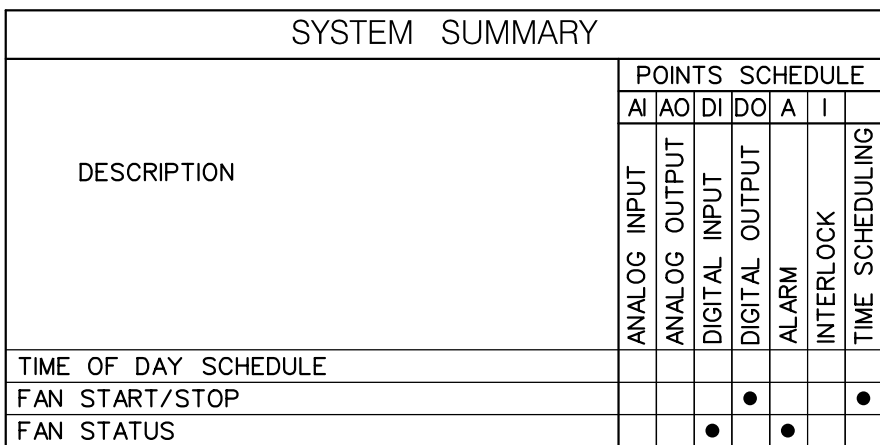 SYSTEM SUMMARY
POINTS SCHEDULE
AI AO DI DO A I
DESCRIPTION
ANALOG INPUT
ANALOG OUTPUT
DIGITAL INPUT
DIGITAL OUTPUT
ALARM
INTERLOCK
TIME SCHEDULING
TIME OF DAY SCHEDULE
FAN START/STOP
FAN STATUS